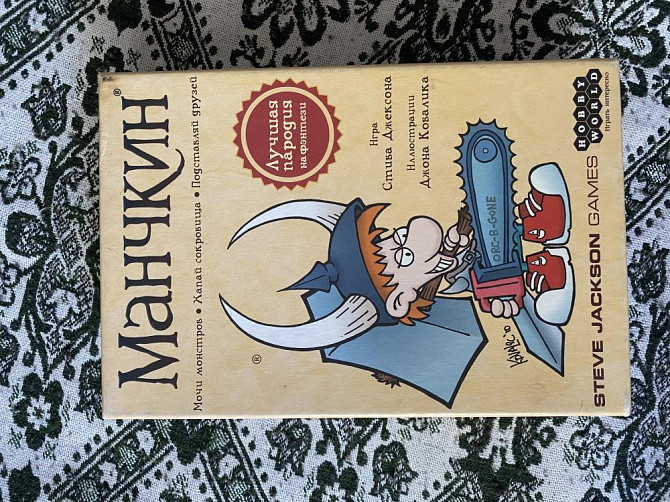 Манчкин®
Мочи монстров • Хапай сокровища • Подставляй друзей
Лучшая
пародия
на фэнтези
Игра
Стива Джексона
Иллюстрации
Джона Ковалика
®
ORC-B-GONE
HOBBY
WORLD
Играть интересно
STEVE JACKSON GAMES